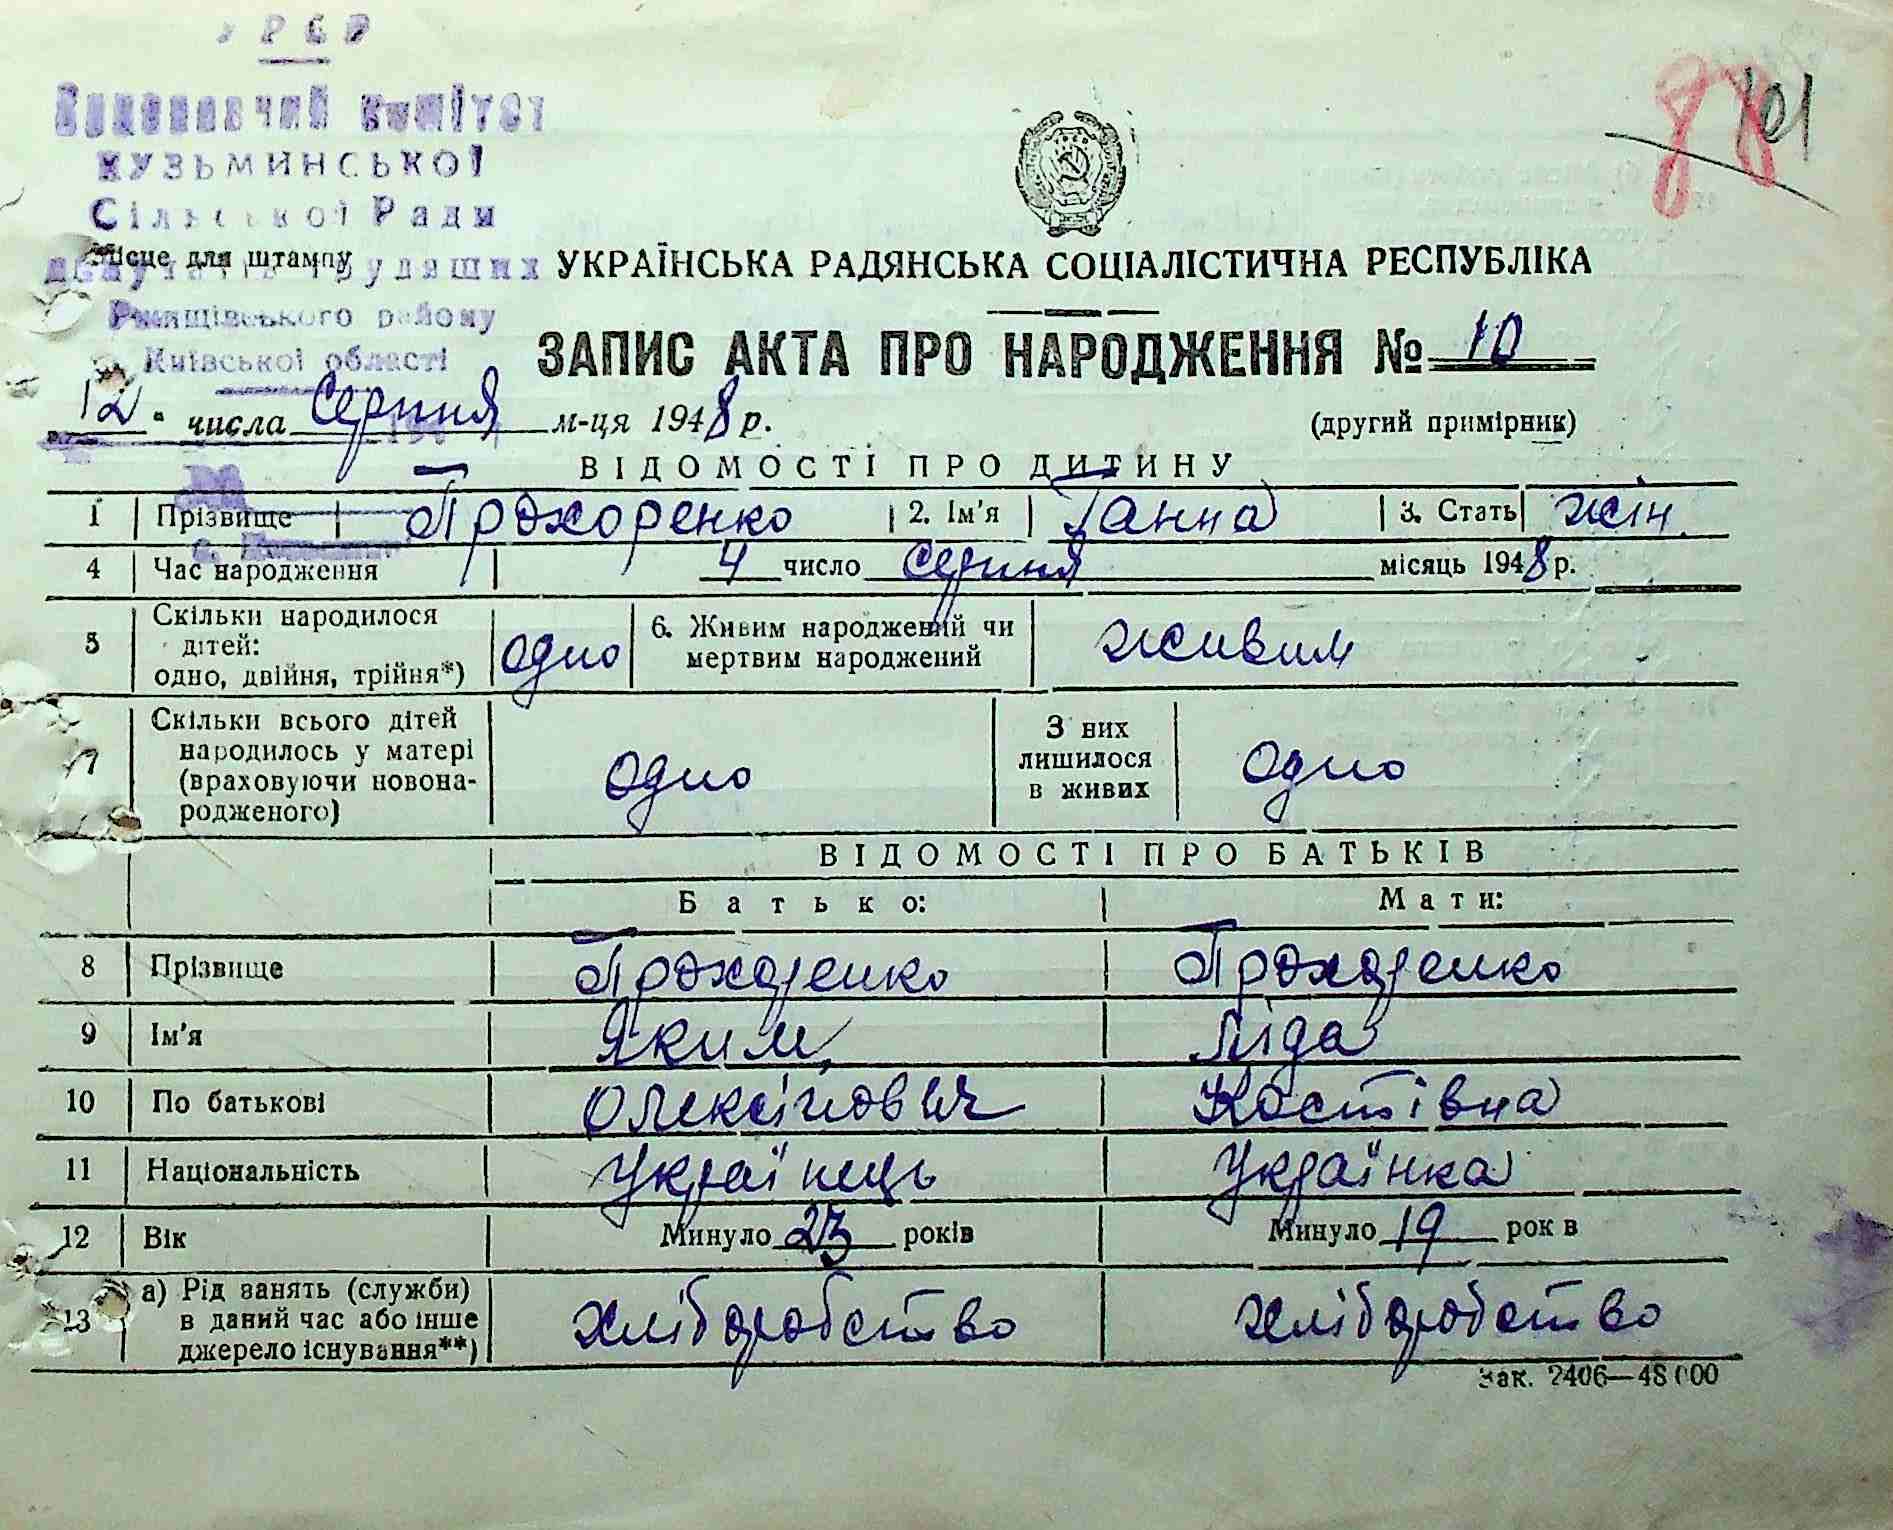 УРСР
Виконавчий комітет
КУЗЬМИНСЬКОЇ
Сільської Ради
депутатів трудящих
Місце для штампу
Ржищівського району
Київської області
88
101
УКРАЇНСЬКА РАДЯНСЬКА СОЦІАЛІСТИЧНА РЕСПУБЛІКА
ЗАПИС АКТА ПРО НАРОДЖЕННЯ № 10
12 " числа Серпня м-ця 1948 р. (другий примірник)
ВІДОМОСТІ ПРО ДИТИНУ
1 Прізвище Прохоренко 2. Ім'я Ганна 3. Стать жін.
4 Час народження 4 число Серпня місяць 1948 р.
5 Скільки народилося дітей: одно, двійня, трійня*) одно 6. Живим народжений чи мертвим народжений живим
7 Скільки всього дітей народилось у матері (враховуючи новона-родженого) одно З них лишилося в живих одно
ВІДОМОСТІ ПРО БАТЬКІВ
Батько: Мати:
8 Прізвище Прохоренко Прохоренко
9 Ім'я Яким Ліда
10 По батькові Олексійович Костівна
11 Національність Українець Українка
12 Вік Минуло 23 років Минуло 19 рок в
13 а) Рід занять (служби) в даний час або інше джерело існування**) хліборобство хліборобство
Зак. 2406—48000